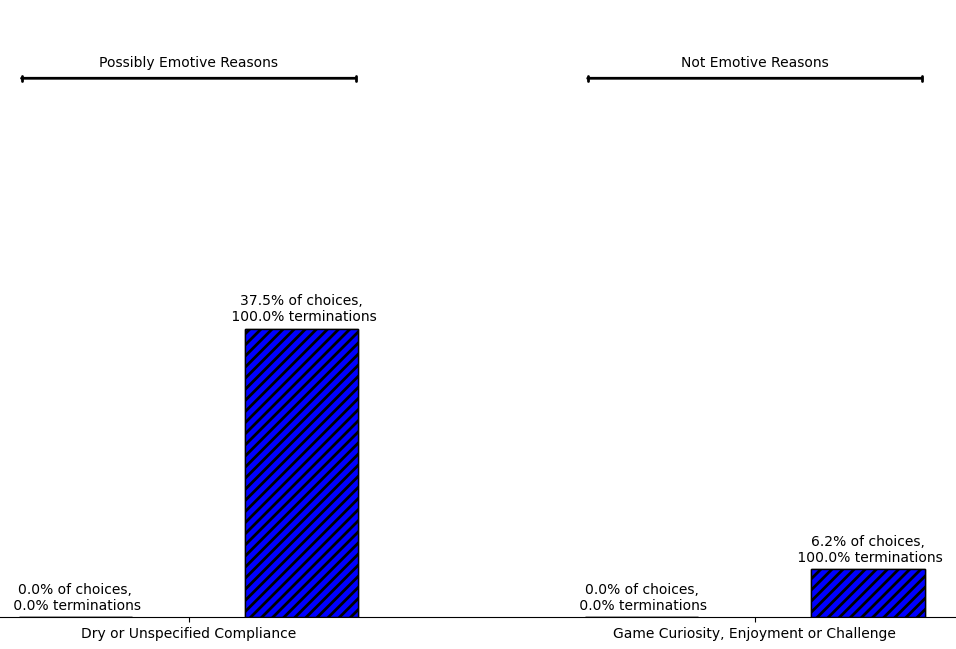 Possibly Emotive Reasons
Not Emotive Reasons
37.5% of choices,
100.0% terminations
6.2% of choices,
100.0% terminations
0.0% of choices,
0.0% terminations
0.0% of choices,
0.0% terminations
Dry or Unspecified Compliance
Game Curiosity, Enjoyment or Challenge